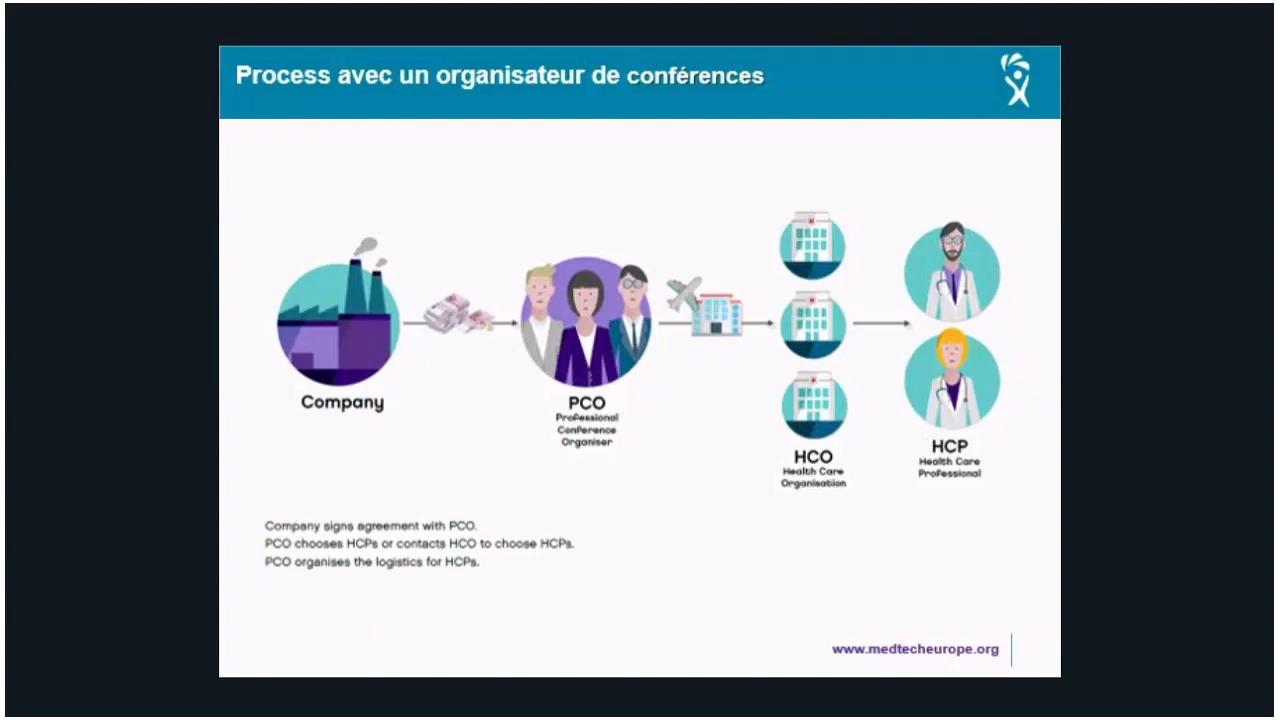 Process avec un organisateur de conférences
Company
PCO
Professional
Conference
Organiser
HCO
Health Care
Organisation
HCP
Health Care
Professional
Company signs agreement with PCO.
PCO chooses HCPs or contacts HCO to choose HCPs.
PCO organises the logistics for HCPs.
www.medtecheurope.org